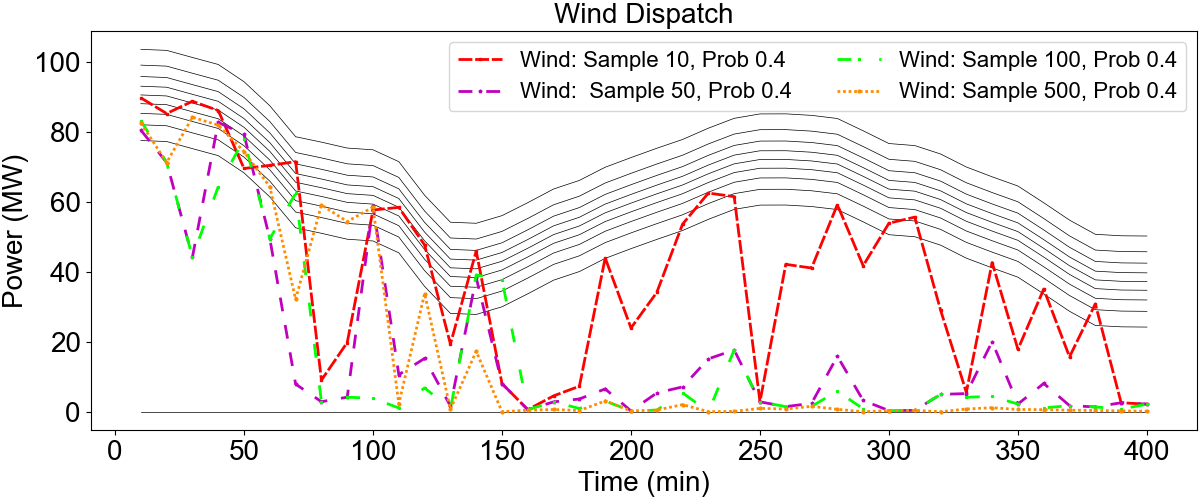 Wind Dispatch
Wind: Sample 10, Prob 0.4
Wind:  Sample 50, Prob 0.4
Wind: Sample 100, Prob 0.4
Wind: Sample 500, Prob 0.4
Power (MW)
100
80
60
40
20
0
0 50 100 150 200 250 300 350 400
Time (min)